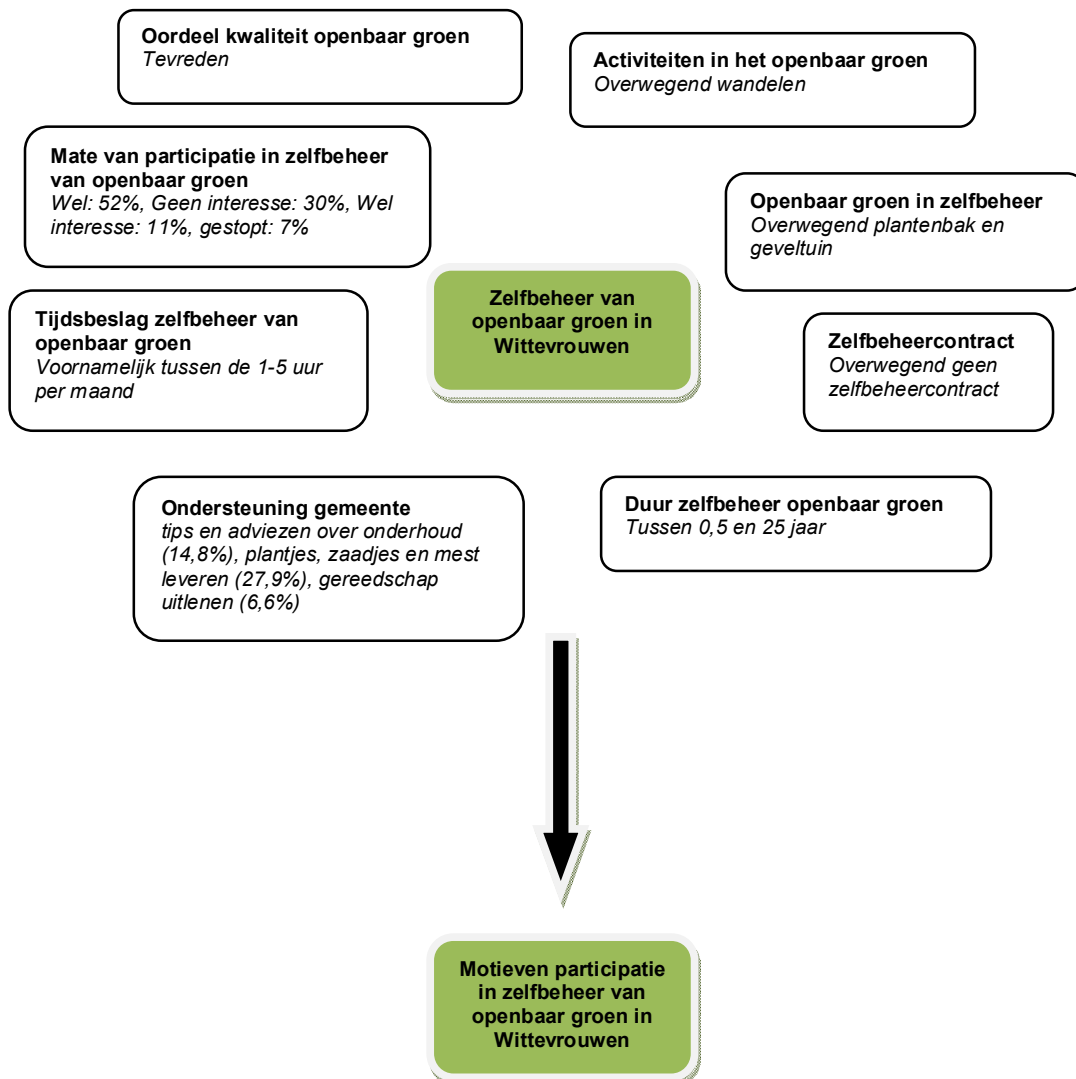 Oordeel kwaliteit openbaar groen
Tevreden
Activiteiten in het openbaar groen
Overwegend wandelen
Mate van participatie in zelfbeheer
van openbaar groen
Wel: 52%, Geen interesse: 30%, Wel
interesse: 11%, gestopt: 7%
Openbaar groen in zelfbeheer
Overwegend plantenbak en
geveltuin
Zelfbeheer van
openbaar groen in
Wittevrouwen
Tijdsbeslag zelfbeheer van
openbaar groen
Voornamelijk tussen de 1-5 uur
per maand
Zelfbeheercontract
Overwegend geen
zelfbeheercontract
Ondersteuning gemeente
tips en adviezen over onderhoud
(14,8%), plantjes, zaadjes en mest
leveren (27,9%), gereedschap
uitlenen (6,6%)
Duur zelfbeheer openbaar groen
Tussen 0,5 en 25 jaar
Motieven participatie
in zelfbeheer van
openbaar groen in
Wittevrouwen